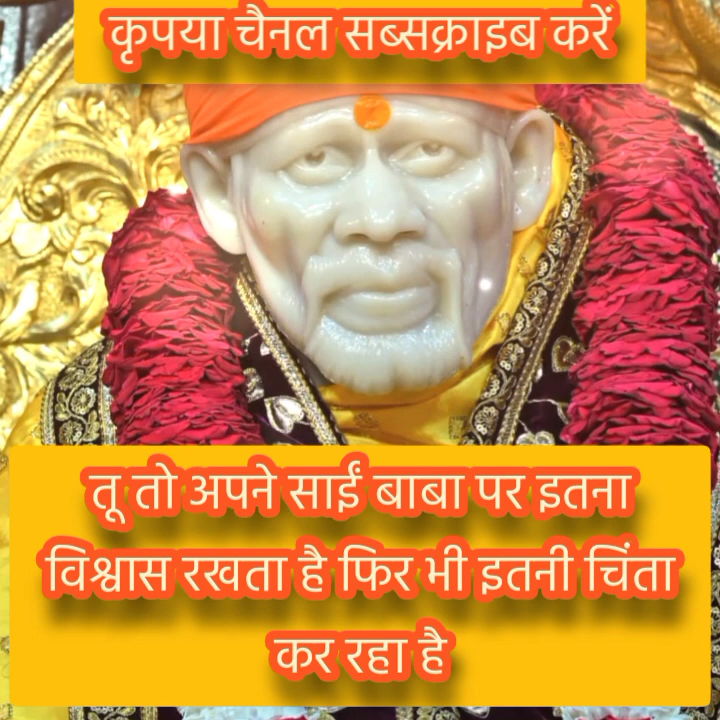 कृपया चैनल सब्सक्राइब करें
तू तो अपने साईं बाबा पर इतना
विश्वास रखता है फिर भी इतनी चिंता
कर रहा है